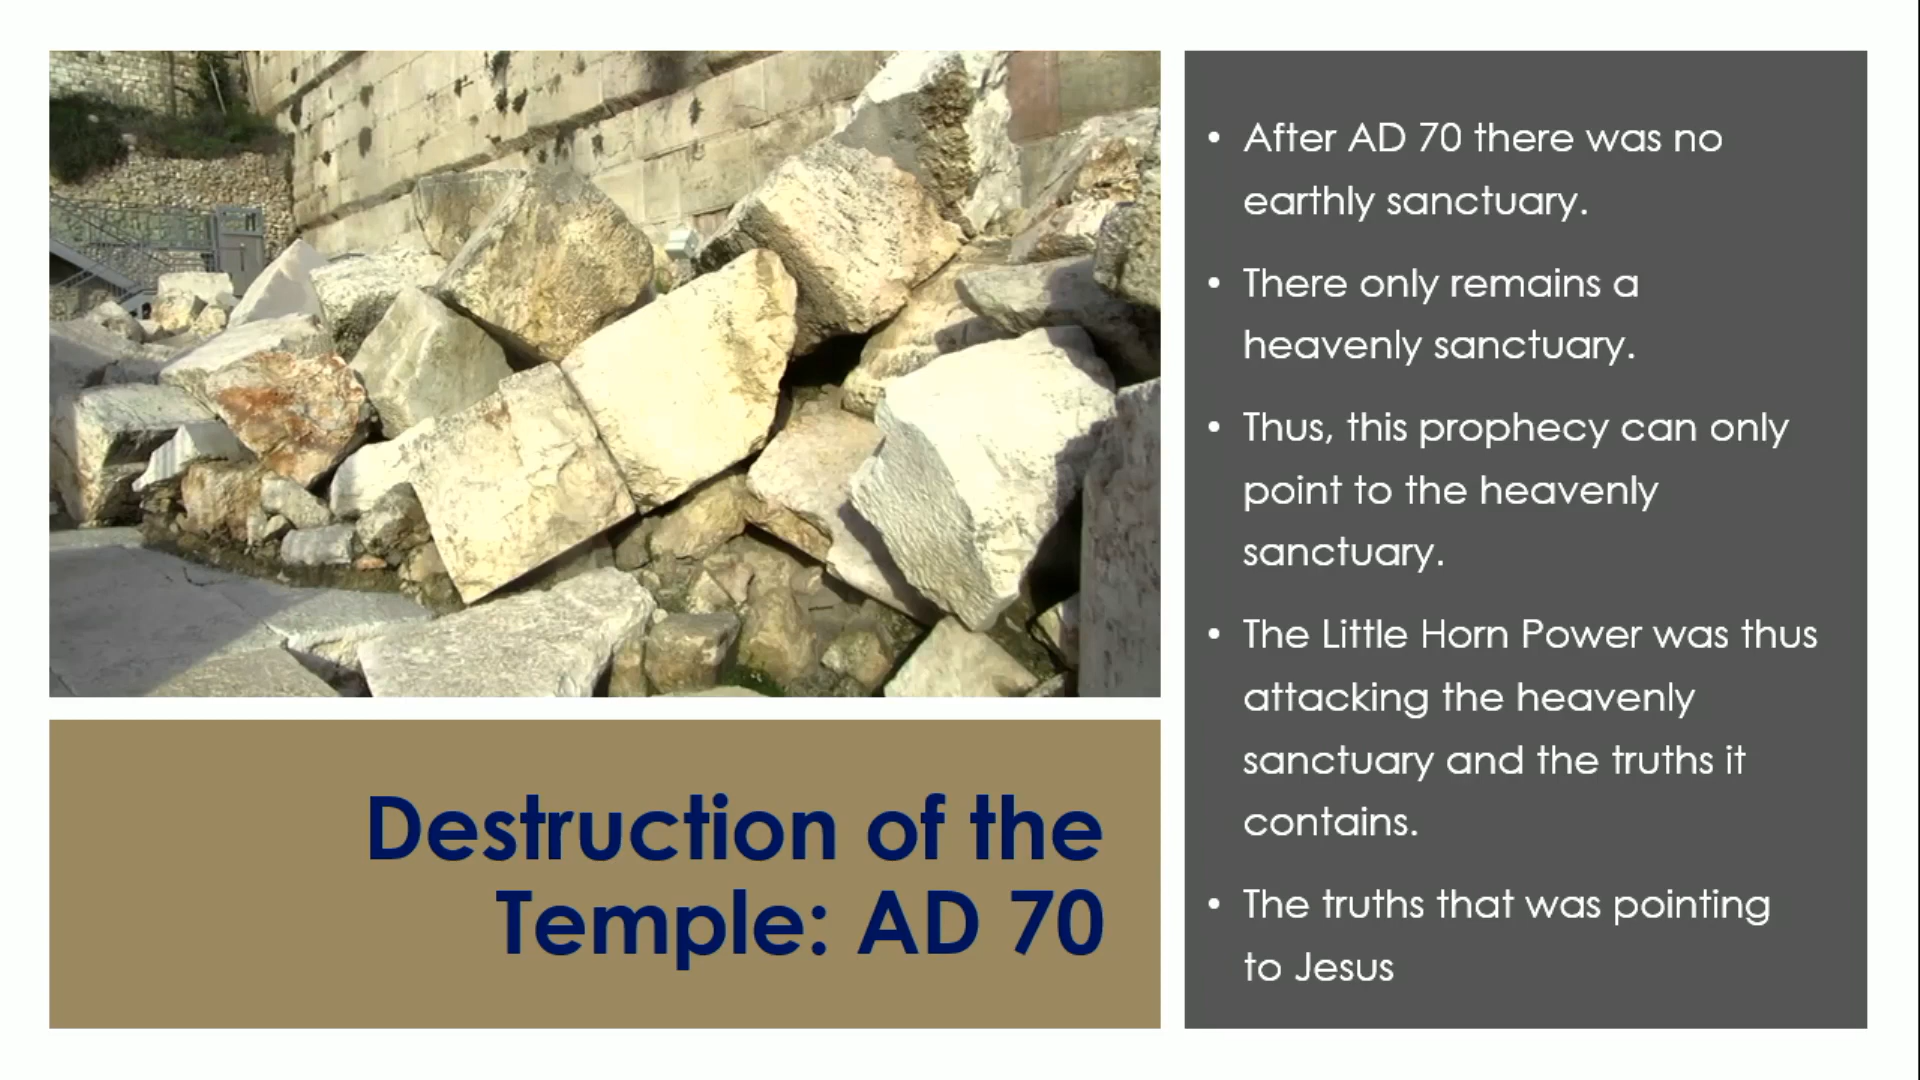 Destruction of the
Temple: AD 70
• After AD 70 there was no
earthly sanctuary.
• There only remains a
heavenly sanctuary.
• Thus, this prophecy can only
point to the heavenly
sanctuary.
• The Little Horn Power was thus
attacking the heavenly
sanctuary and the truths it
contains.
• The truths that was pointing
to Jesus